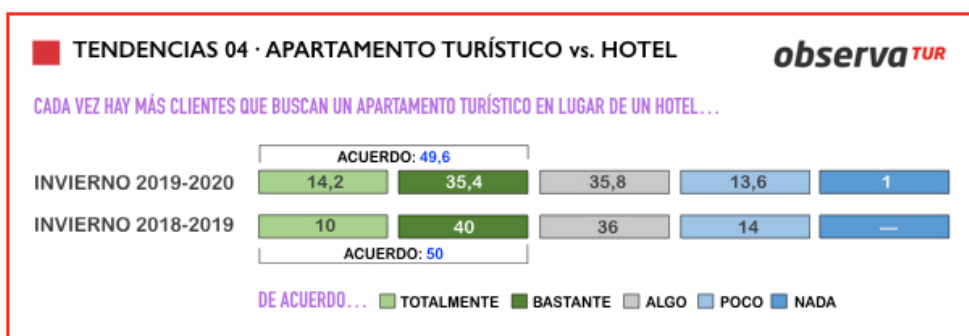 TENDENCIAS 04 · APARTAMENTO TURÍSTICO vs. HOTEL
observaTUR
CADA VEZ HAY MÁS CLIENTES QUE BUSCAN UN APARTAMENTO TURÍSTICO EN LUGAR DE UN HOTEL...
ACUERDO: 49,6
INVIERNO 2019-2020 14,2 35,4 35,8 13,6 1
INVIERNO 2018-2019 10 40 36 14 —
ACUERDO: 50
DE ACUERDO... TOTALMENTE BASTANTE ALGO POCO NADA